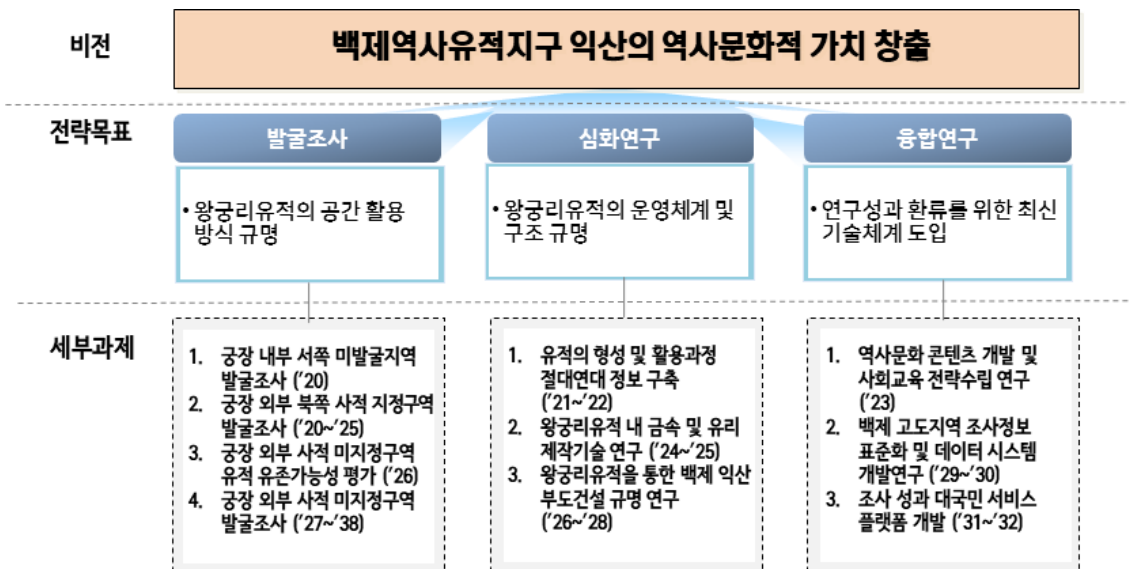 비전
백제역사유적지구 익산의 역사문화적 가치 창출
전략목표
발굴조사
심화연구
융합연구
• 왕궁리유적의 공간 활용
방식 규명
• 왕궁리유적의 운영체계 및
구조 규명
• 연구성과 환류를 위한 최신
기술체계 도입
세부과제
1. 궁장 내부 서쪽 미발굴지역
발굴조사 (′20)
2. 궁장 외부 북쪽 사적 지정구역
발굴조사 (′20~′25)
3. 궁장 외부 사적 미지정구역
유적 유존가능성 평가 (′26)
4. 궁장 외부 사적 미지정구역
발굴조사 (′27~′38)
1. 유적의 형성 및 활용과정
절대연대 정보 구축
(′21~′22)
2. 왕궁리유적 내 금속 및 유리
제작기술 연구 (′24~′25)
3. 왕궁리유적을 통한 백제 익산
부도건설 규명 연구
(′26~′28)
1. 역사문화 콘텐츠 개발 및
사회교육 전략수립 연구
(′23)
2. 백제 고도지역 조사정보
표준화 및 데이터 시스템
개발연구 (′29~′30)
3. 조사 성과 대국민 서비스
플랫폼 개발 (′31~′32)